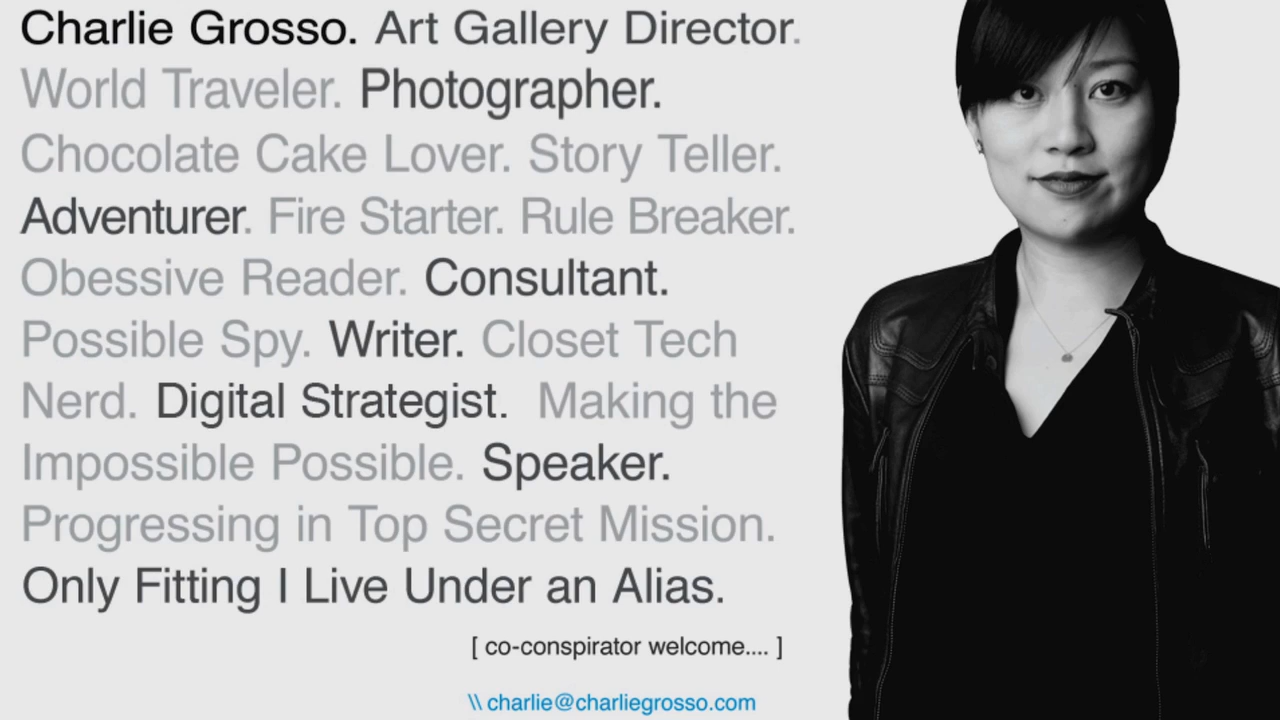 Charlie Grosso. Art Gallery Director.
World Traveler. Photographer.
Chocolate Cake Lover. Story Teller.
Adventurer. Fire Starter. Rule Breaker.
Obessive Reader. Consultant.
Possible Spy. Writer. Closet Tech
Nerd. Digital Strategist. Making the
Impossible Possible. Speaker.
Progressing in Top Secret Mission.
Only Fitting I Live Under an Alias.
[ co-conspirator welcome.... ]
\\ charlie@charliegrosso.com